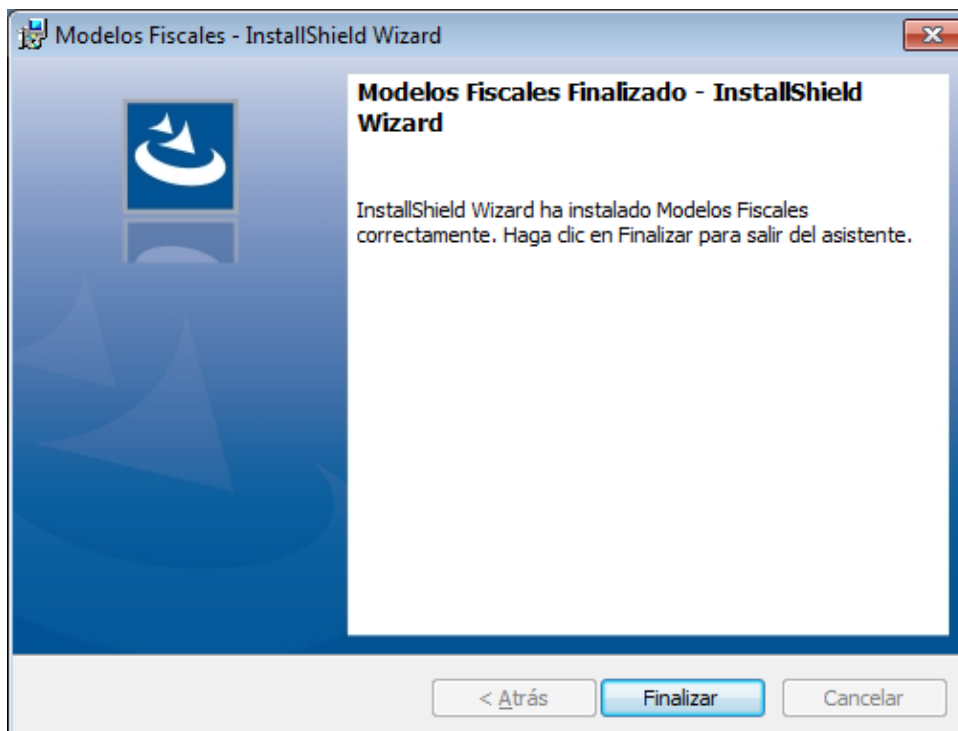 Modelos Fiscales - InstallShield Wizard
Modelos Fiscales Finalizado - InstallShield
Wizard
InstallShield Wizard ha instalado Modelos Fiscales
correctamente. Haga clic en Finalizar para salir del asistente.
< Atrás
Finalizar
Cancelar